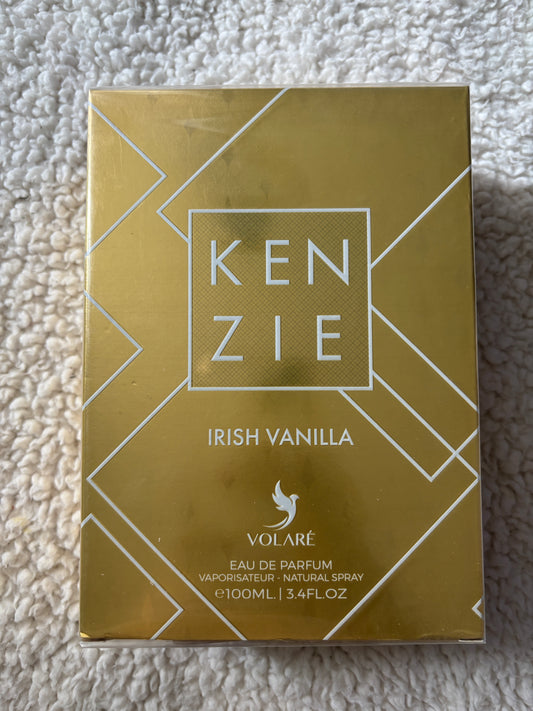 KEN
ZIE
IRISH VANILLA
VOLARÉ
EAU DE PARFUM
VAPORISATEUR - NATURAL SPRAY
℮100ML. | 3.4FL.OZ